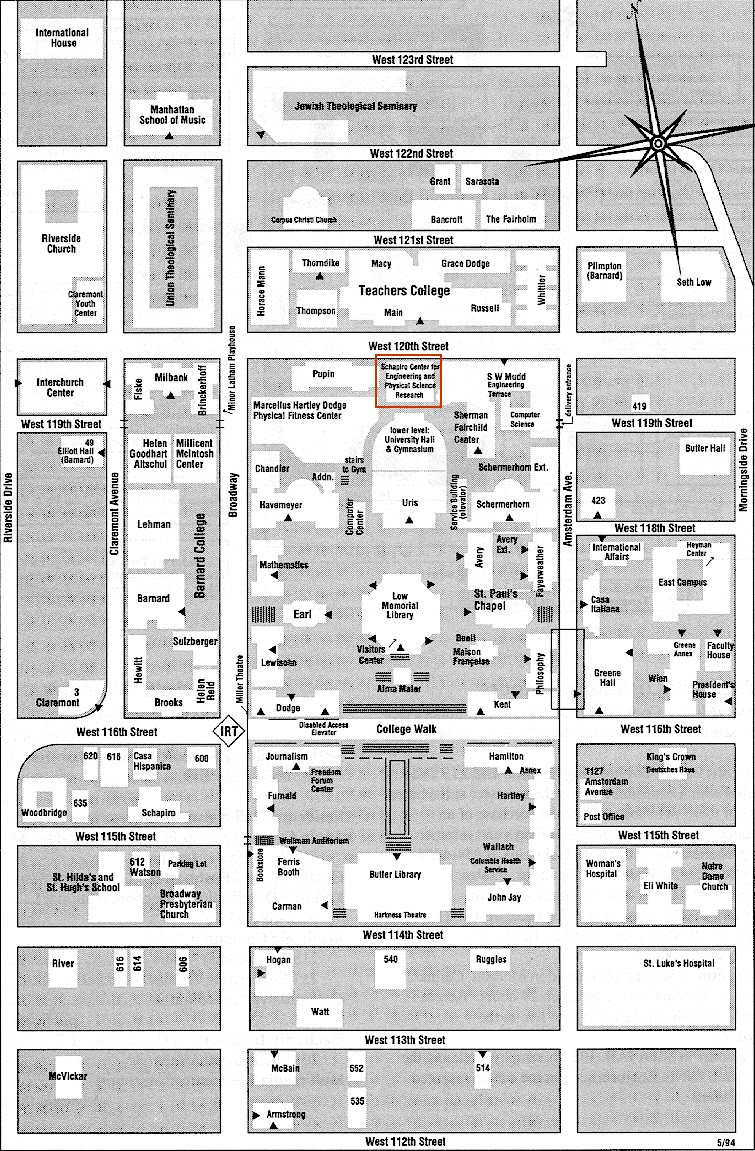 N
International
House
West 123rd Street
Manhattan
School of Music
Jewish Theological Seminary
West 122nd Street
Riverside
Church
Claremont
Youth
Center
Union Theological Seminary
Corpus Christi Church
Grant
Sarasota
Bancroft
The Fairholm
West 121st Street
Horace Mann
Thorndike
Macy
Grace Dodge
Teachers College
Thompson
Main
Russell
Whittier
Plimpton
(Barnard)
Seth Low
West 120th Street
Interchurch
Center
Fiske
Milbank
Brinckerhoff
Minor Latham Playhouse
Pupin
Schapiro Center for
Engineering and
Physical Science
Research
S W Mudd
Engineering
Terrace
delivery entrance
Marcellus Hartley Dodge
Physical Fitness Center
Sherman
Fairchild
Center
Computer
Science
419
West 119th Street
West 119th Street
49
Elliott Hall
(Barnard)
Helen
Goodhart
Altschul
Millicent
McIntosh
Center
lower level:
University Hall
& Gymnasium
Butler Hall
Riverside Drive
Claremont Avenue
Broadway
Amsterdam Ave.
Morningside Drive
Chandler
Addn.
stairs
to Gym
Schermerhorn Ext.
Lehman
Barnard College
Havemeyer
Computer
Center
Uris
Service Building
(elevator)
Schermerhorn
423
West 118th Street
Mathematics
Avery
Avery
Ext.
Fayerweather
International
Affairs
Heyman
Center
East Campus
Barnard
Earl
Low
Memorial
Library
St. Paul's
Chapel
Casa
Italiana
Hewitt
Sulzberger
Lewisohn
Visitors
Center
Buell
Maison
Française
Philosophy
Greene
Hall
Greene
Annex
Faculty
House
Wien
President's
House
3
Claremont
Brooks
Helen
Reid
Miller Theatre
Dodge
Alma Mater
Kent
West 116th Street
IRT
Disabled Access
Elevator
College Walk
West 116th Street
620
616
Casa
Hispanica
600
Journalism
Freedom
Forum
Center
Hamilton
Annex
King's Crown
Deutsches Haus
1127
Amsterdam
Avenue
Woodbridge
635
Schapiro
Furnald
Hartley
Post Office
West 115th Street
Wollman Auditorium
Wallach
West 115th Street
St. Hilda's and
St. Hugh's School
612
Watson
Parking Lot
Broadway
Presbyterian
Church
Bookstore
Ferris
Booth
Butler Library
Columbia Health
Service
Woman's
Hospital
Eli White
Notre
Dame
Church
Carman
Harkness Theatre
John Jay
West 114th Street
River
616
614
606
Hogan
540
Ruggles
St. Luke's Hospital
Watt
West 113th Street
McVickar
McBain
552
514
535
Armstrong
West 112th Street
5/94